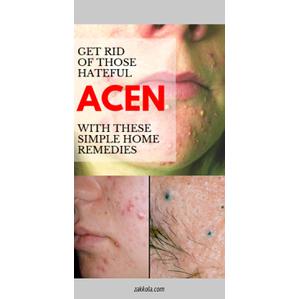 GET RID
OF THOSE
HATEFUL
ACEN
WITH THESE
SIMPLE HOME
REMEDIES
zakkola.com